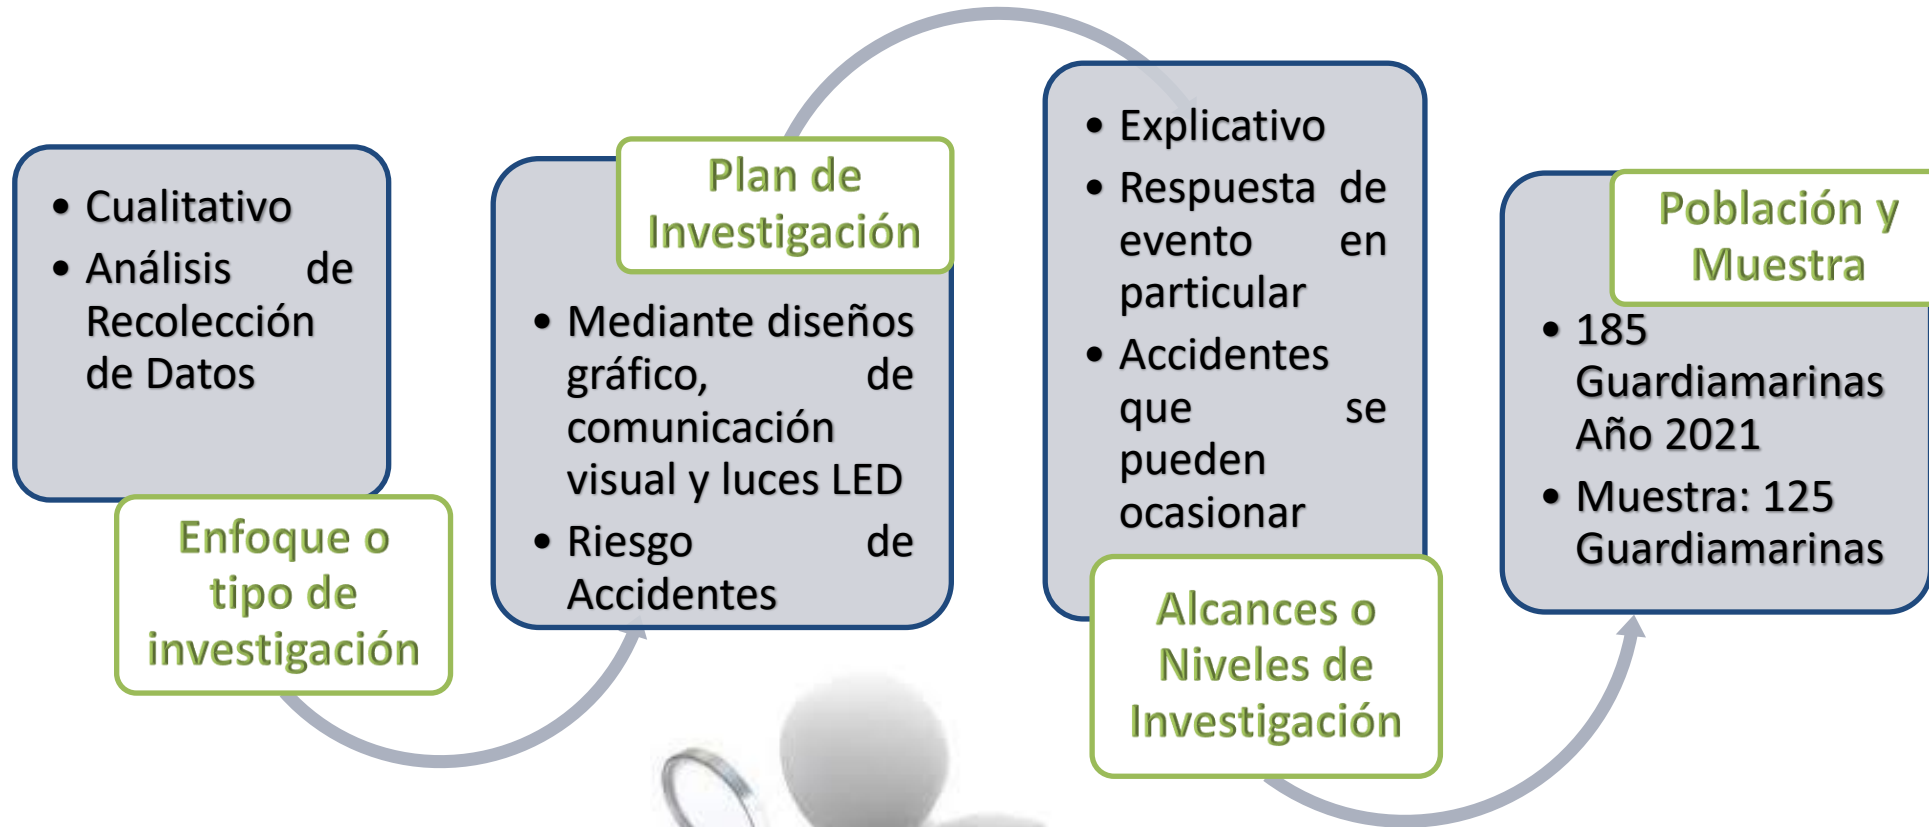 • Cualitativo
• Análisis de
Recolección
de Datos
Enfoque o
tipo de
investigación
Plan de
Investigación
• Mediante diseños
gráfico, de
comunicación
visual y luces LED
• Riesgo de
Accidentes
• Explicativo
• Respuesta de
evento en
particular
• Accidentes
que se
pueden
ocasionar
Alcances o
Niveles de
Investigación
Población y
Muestra
• 185
Guardiamarinas
Año 2021
• Muestra: 125
Guardiamarinas